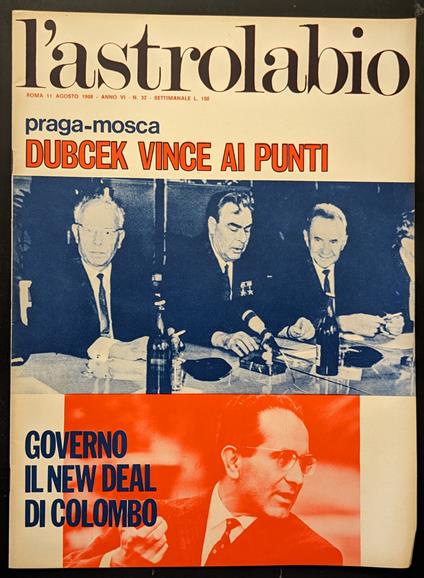 l'astrolabio
ROMA 11 AGOSTO 1968 - ANNO VI - N. 32 - SETTIMANALE L. 150
praga-mosca
DUBCEK VINCE AI PUNTI
GOVERNO
IL NEW DEAL
DI COLOMBO